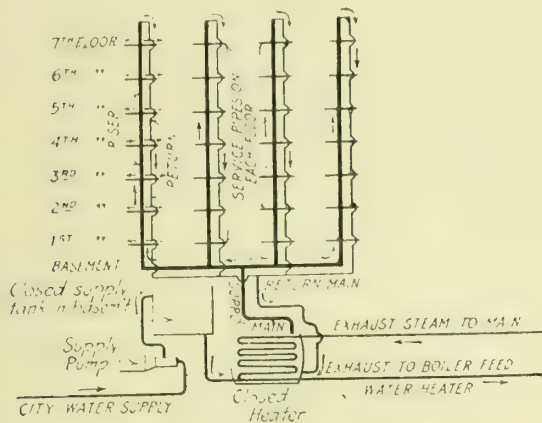 7TH FLOOR
6TH "
5TH "
4TH "
3RD "
2ND "
1ST "
BASEMENT
RISER
RETURN
SERVICE PIPES ON
EACH FLOOR
Closed supply
tank in basem't
RETURN MAIN
MAIN
EXHAUST STEAM TO MAIN
Supply
Pump
EXHAUST TO BOILER FEED
WATER HEATER
CITY WATER SUPPLY
Closed
Heater